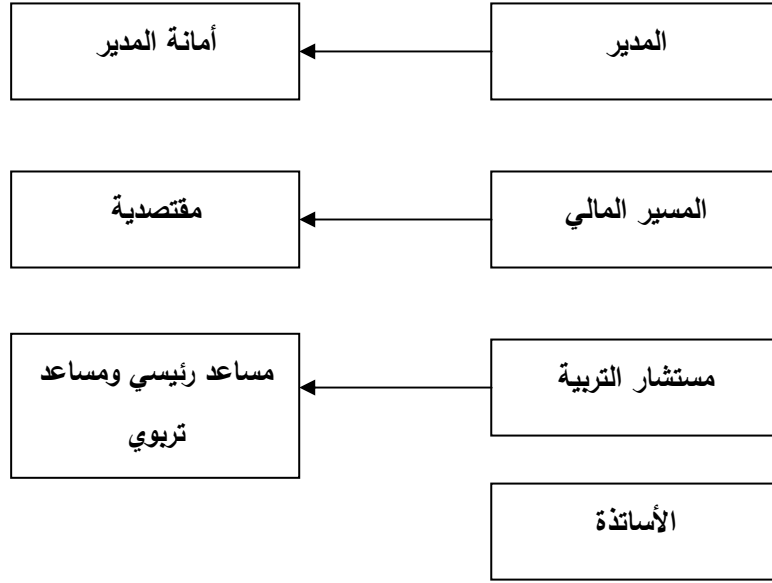 المدير
أمانة المدير
المسير المالي
مقتصدية
مستشار التربية
مساعد رئيسي ومساعد
تربوي
الأساتذة